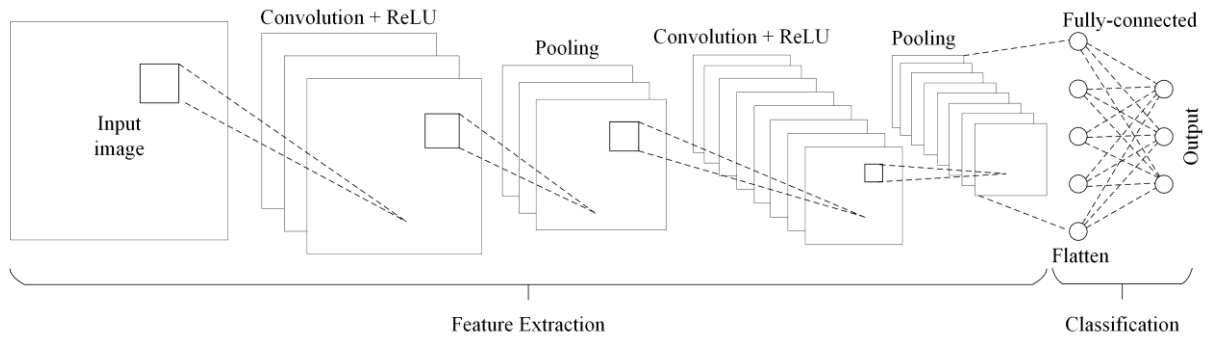 Convolution + ReLU
Pooling
Convolution + ReLU
Pooling
Fully-connected
Input
image
Output
Flatten
Feature Extraction
Classification